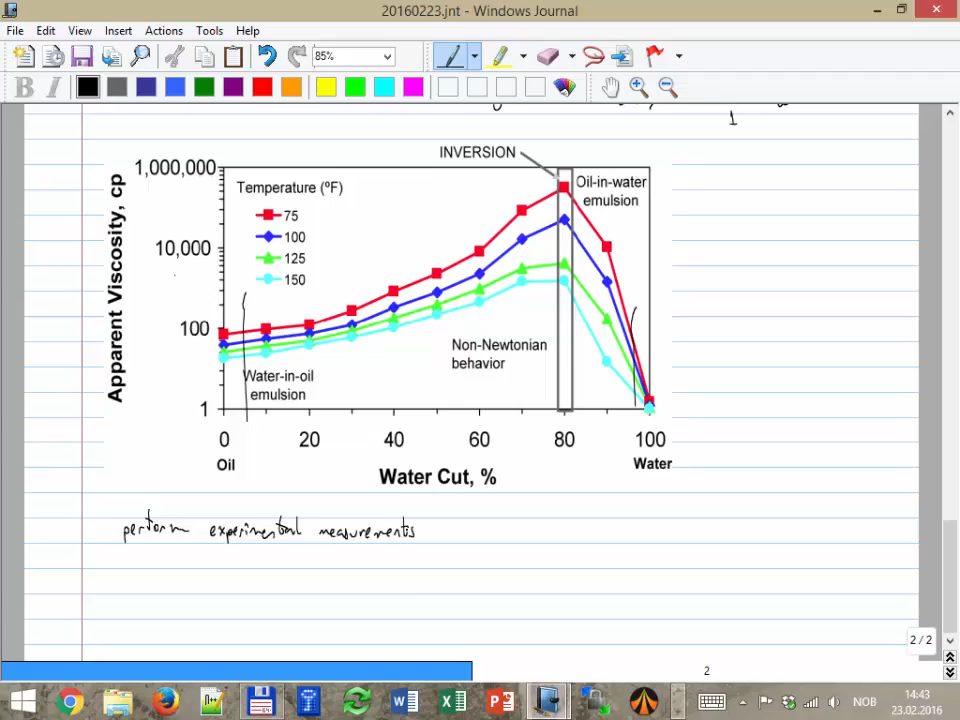 20160223.jnt - Windows Journal
File Edit View Insert Actions Tools Help
85%
B I
1
INVERSION
1,000,000
Temperature (ºF)
Oil-in-water
emulsion
75
100
10,000
125
150
Apparent Viscosity, cp
100
Non-Newtonian
behavior
Water-in-oil
emulsion
1
0 20 40 60 80 100
Oil Water
Water Cut, %
perform experimental measurements
2 / 2
2
NOB
14:43
23.02.2016